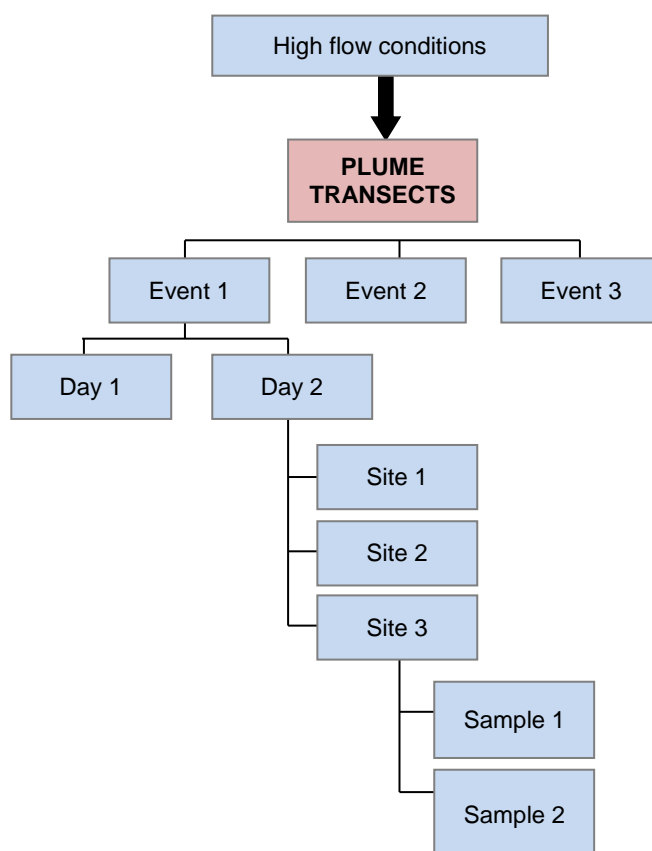 High flow conditions
PLUME
TRANSECTS
Event 1
Event 2
Event 3
Day 1
Day 2
Site 1
Site 2
Site 3
Sample 1
Sample 2